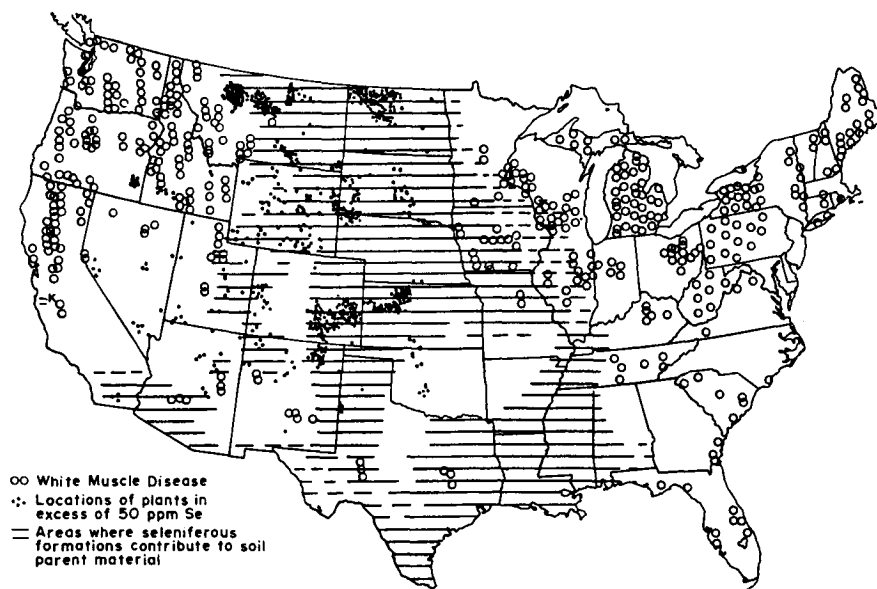 White Muscle Disease
Locations of plants in
excess of 50 ppm Se
Areas where seleniferous
formations contribute to soil
parent material